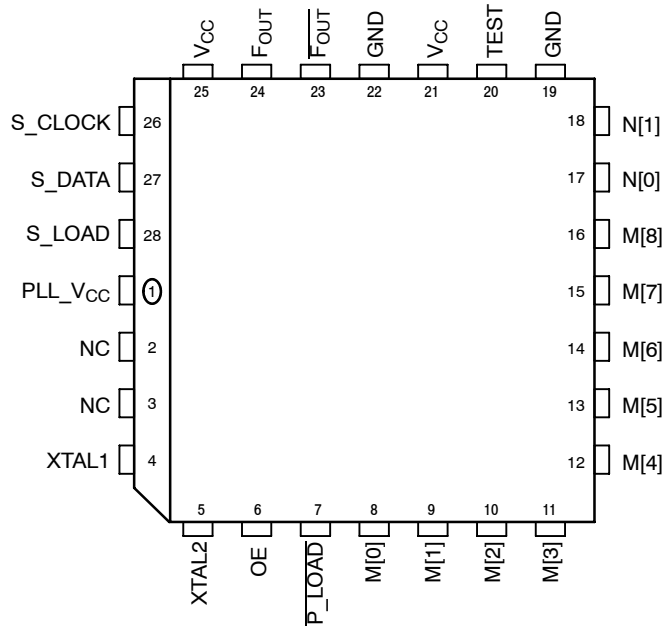 VCC FOUT F̅O̅U̅T̅ GND VCC TEST GND
25 24 23 22 21 20 19
S_CLOCK 26 18 N[1]
S_DATA 27 17 N[0]
S_LOAD 28 16 M[8]
PLL_VCC 1 15 M[7]
NC 2 14 M[6]
NC 3 13 M[5]
XTAL1 4 12 M[4]
5 6 7 8 9 10 11
XTAL2 OE P̅_̅L̅O̅A̅D̅ M[0] M[1] M[2] M[3]